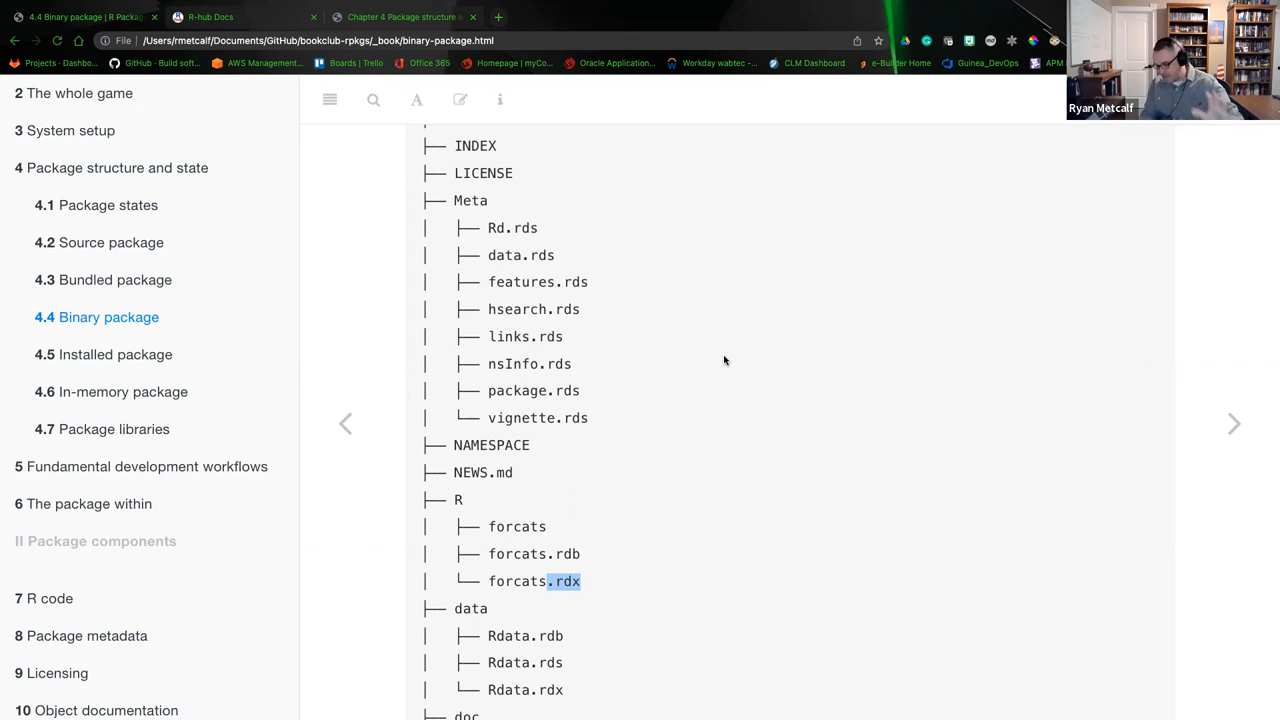 4.4 Binary package | R Packag
R-hub Docs
Chapter 4 Package structure a
File
/Users/rmetcalf/Documents/GitHub/bookclub-rpkgs/_book/binary-package.html
Projects - Dashbo...
GitHub - Build soft...
AWS Management...
Boards | Trello
Office 365
Homepage | myCo...
Oracle Application...
Workday wabtec -...
CLM Dashboard
e-Builder Home
Guinea_DevOps
APM
Ryan Metcalf
2 The whole game
3 System setup
4 Package structure and state
4.1 Package states
4.2 Source package
4.3 Bundled package
4.4 Binary package
4.5 Installed package
4.6 In-memory package
4.7 Package libraries
5 Fundamental development workflows
6 The package within
II Package components
7 R code
8 Package metadata
9 Licensing
10 Object documentation
├── INDEX
├── LICENSE
├── Meta
│   ├── Rd.rds
│   ├── data.rds
│   ├── features.rds
│   ├── hsearch.rds
│   ├── links.rds
│   ├── nsInfo.rds
│   ├── package.rds
│   └── vignette.rds
├── NAMESPACE
├── NEWS.md
├── R
│   ├── forcats
│   ├── forcats.rdb
│   └── forcats.rdx
├── data
│   ├── Rdata.rdb
│   ├── Rdata.rds
│   └── Rdata.rdx
├── doc